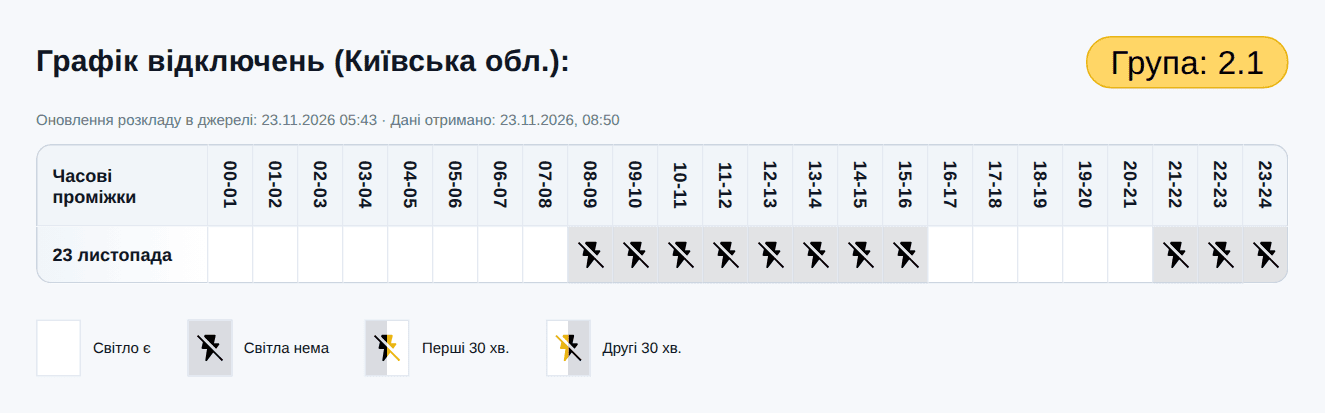 Графік відключень (Київська обл.):
Група: 2.1
Оновлення розкладу в джерелі: 23.11.2026 05:43 · Дані отримано: 23.11.2026, 08:50
Часові
проміжки
00-01
01-02
02-03
03-04
04-05
05-06
06-07
07-08
08-09
09-10
10-11
11-12
12-13
13-14
14-15
15-16
16-17
17-18
18-19
19-20
20-21
21-22
22-23
23-24
23 листопада
Світло є
Світла нема
Перші 30 хв.
Другі 30 хв.